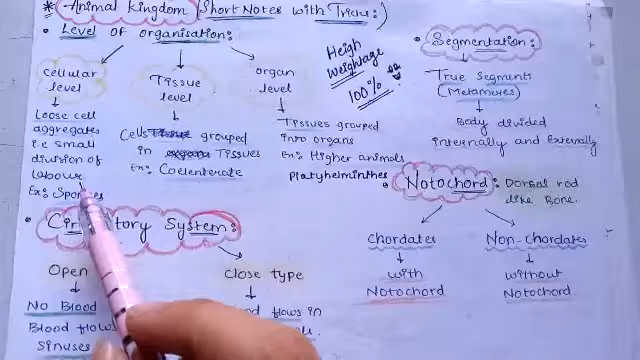 * Animal Kingdom (Short Notes with Tricks:)
• Level of organisation:
cellular level
Loose cell
aggregates
i.e small
division of
labour
Ex: Sponges
Tissue level
Cells grouped
in Tissues
Ex: Coelenterate
organ level
Tissues grouped
into organs
Ex: Higher animals
Platyhelminthes
Heigh
Weightage
100%
Segmentation:
True segments
(Metameres)
Body divided
internally and Externally
• Notochord : Dorsal rod
like Bone.
Chordates
with
Notochord
Non-chordates
without
Notochord
• System:
Open
No Blood
Blood flows
Sinuses
Close type
flows in